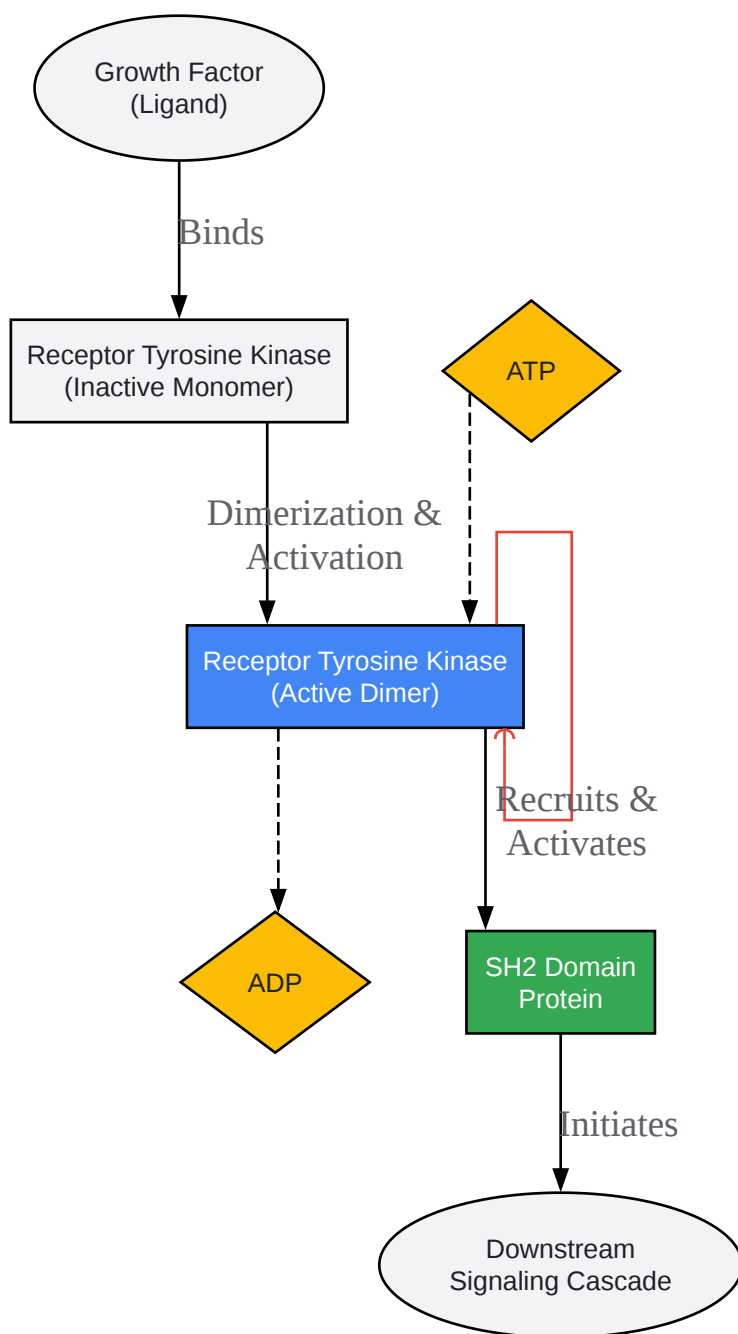 Growth Factor
(Ligand)
Binds
Receptor Tyrosine Kinase
(Inactive Monomer)
ATP
Dimerization &
Activation
Receptor Tyrosine Kinase
(Active Dimer)
Recruits &
Activates
ADP
SH2 Domain
Protein
Initiates
Downstream
Signaling Cascade